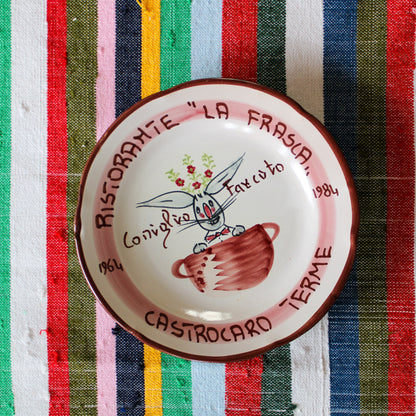 RISTORANTE "LA FRASCA"
Coniglio Farcito
1964 1984
CASTROCARO TERME